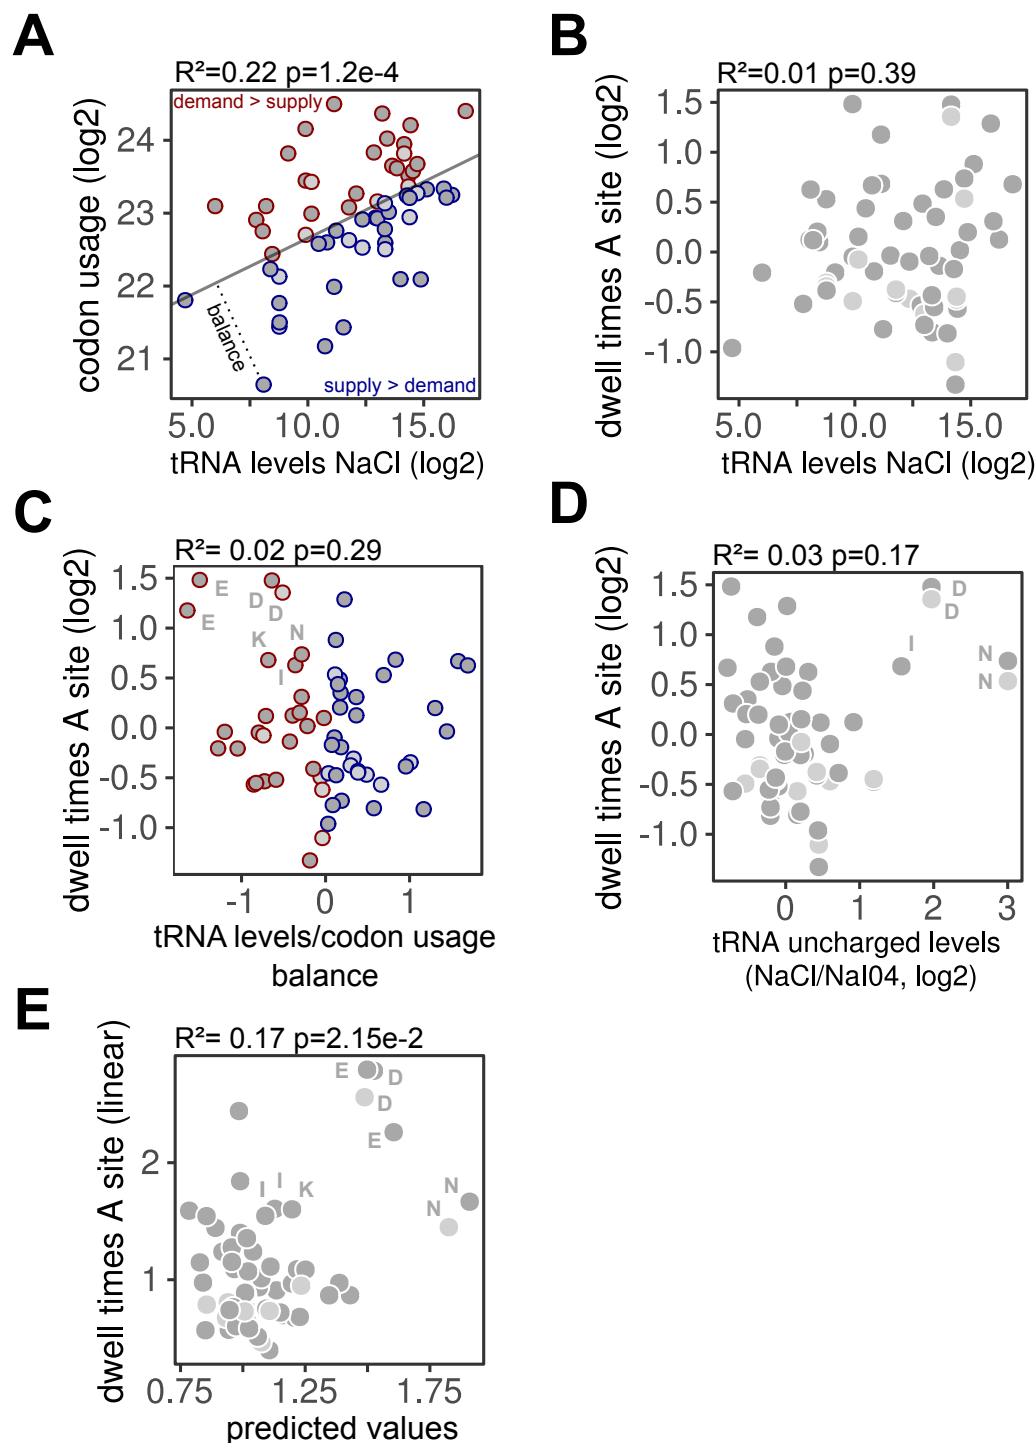 A
R²=0.22 p=1.2e-4
demand > supply
codon usage (log2)
24
23
22
21
balance
supply > demand
5.0
10.0
15.0
tRNA levels NaCl (log2)
B
R²=0.01 p=0.39
dwell times A site (log2)
1.5
1.0
0.5
0.0
-0.5
-1.0
5.0
10.0
15.0
tRNA levels NaCl (log2)
C
R²= 0.02 p=0.29
dwell times A site (log2)
1.5
1.0
0.5
0.0
-0.5
-1.0
E
E
D
D
K
N
I
-1
0
1
tRNA levels/codon usage
balance
D
R²= 0.03 p=0.17
dwell times A site (log2)
1.5
1.0
0.5
0.0
-0.5
-1.0
D
D
I
N
N
0
1
2
3
tRNA uncharged levels
(NaCl/NaI04, log2)
E
R²= 0.17 p=2.15e-2
dwell times A site (linear)
2
1
E
D
D
E
I
I
K
N
N
0.75
1.25
1.75
predicted values